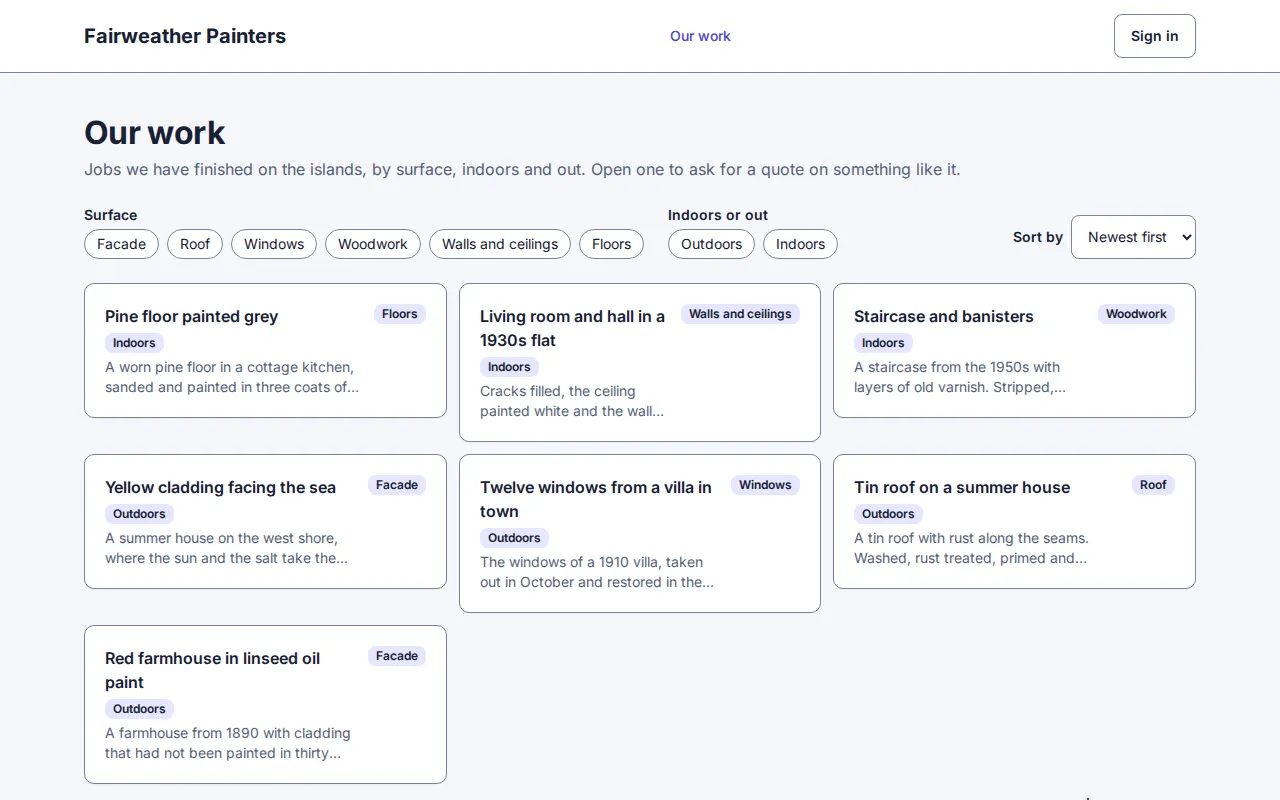 Fairweather Painters
Our work
Sign in
Our work
Jobs we have finished on the islands, by surface, indoors and out. Open one to ask for a quote on something like it.
Surface
Facade
Roof
Windows
Woodwork
Walls and ceilings
Floors
Indoors or out
Outdoors
Indoors
Sort by
Newest first
Pine floor painted grey
Floors
Indoors
A worn pine floor in a cottage kitchen,
sanded and painted in three coats of...
Living room and hall in a
1930s flat
Walls and ceilings
Indoors
Cracks filled, the ceiling
painted white and the wall...
Staircase and banisters
Woodwork
Indoors
A staircase from the 1950s with
layers of old varnish. Stripped,...
Yellow cladding facing the sea
Facade
Outdoors
A summer house on the west shore,
where the sun and the salt take the...
Twelve windows from a villa in
town
Windows
Outdoors
The windows of a 1910 villa, taken
out in October and restored in the...
Tin roof on a summer house
Roof
Outdoors
A tin roof with rust along the seams.
Washed, rust treated, primed and...
Red farmhouse in linseed oil
paint
Facade
Outdoors
A farmhouse from 1890 with cladding
that had not been painted in thirty...